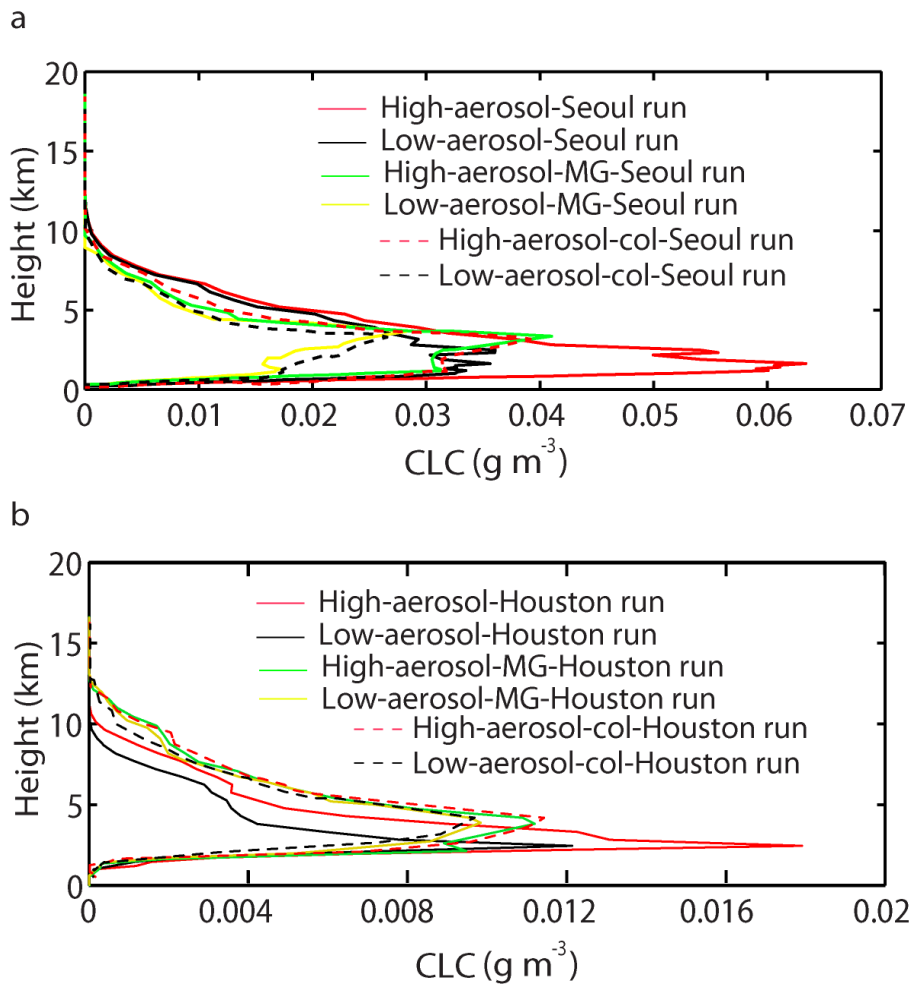 a
20
High-aerosol-Seoul run
Low-aerosol-Seoul run
15
High-aerosol-MG-Seoul run
Low-aerosol-MG-Seoul run
High-aerosol-col-Seoul run
10
Low-aerosol-col-Seoul run
Height (km)
5
0
0 0.01 0.02 0.03 0.04 0.05 0.06 0.07
CLC (g m-3)
b
20
High-aerosol-Houston run
Low-aerosol-Houston run
15
High-aerosol-MG-Houston run
Low-aerosol-MG-Houston run
High-aerosol-col-Houston run
10
Low-aerosol-col-Houston run
Height (km)
5
0
0 0.004 0.008 0.012 0.016 0.02
CLC (g m-3)